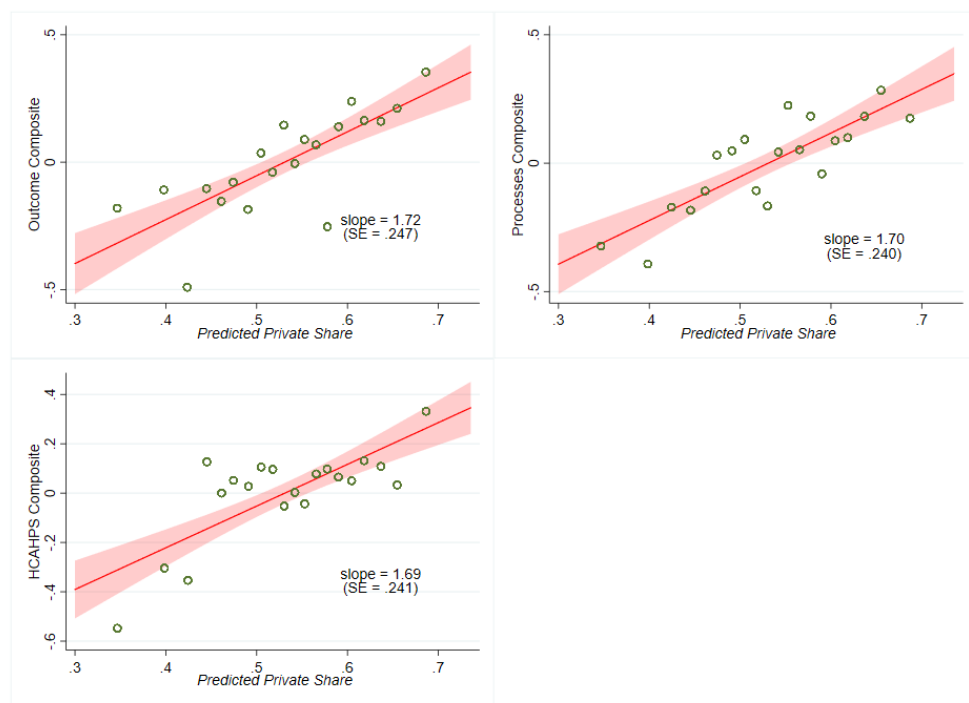 Outcome Composite
.5
0
-.5
slope = 1.72
(SE = .247)
.3 .4 .5 .6 .7
Predicted Private Share
Processes Composite
.5
0
-.5
slope = 1.70
(SE = .240)
.3 .4 .5 .6 .7
Predicted Private Share
HCAHPS Composite
.4
.2
0
-.2
-.4
-.6
slope = 1.69
(SE = .241)
.3 .4 .5 .6 .7
Predicted Private Share